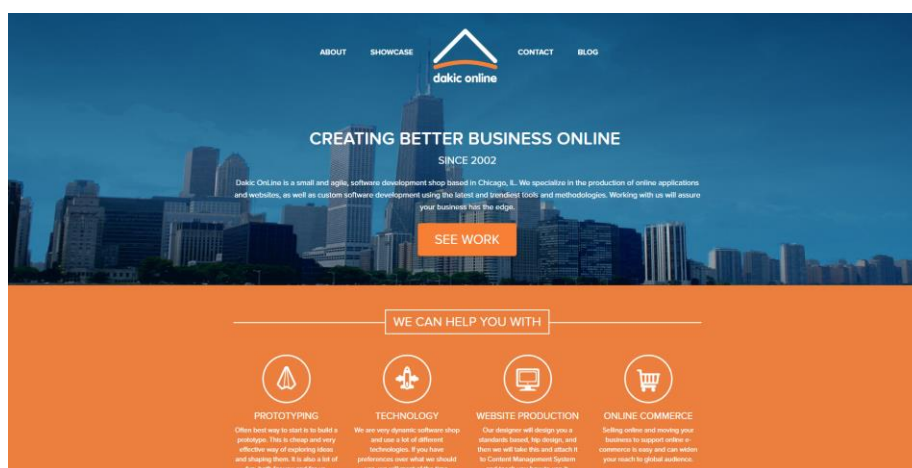 ABOUT
SHOWCASE
dakic online
CONTACT
BLOG
CREATING BETTER BUSINESS ONLINE
SINCE 2002
Dakic OnLine is a small and agile, software development shop based in Chicago, IL. We specialize in the production of online applications
and websites, as well as custom software development using the latest and trendiest tools and methodologies. Working with us will assure
your business has the edge.
SEE WORK
WE CAN HELP YOU WITH
PROTOTYPING
Often best way to start is to build a
prototype. This is cheap and very
effective way of exploring ideas
and shaping them. It is also a lot of
TECHNOLOGY
We are very dynamic software shop
and use a lot of different
technologies. If you have
preferences over what we should
WEBSITE PRODUCTION
Our designer will design you a
standards based, hip design, and
then we will take this and attach it
to Content Management System
ONLINE COMMERCE
Selling online and moving your
business to support online e-
commerce is easy and can widen
your reach to global audience.